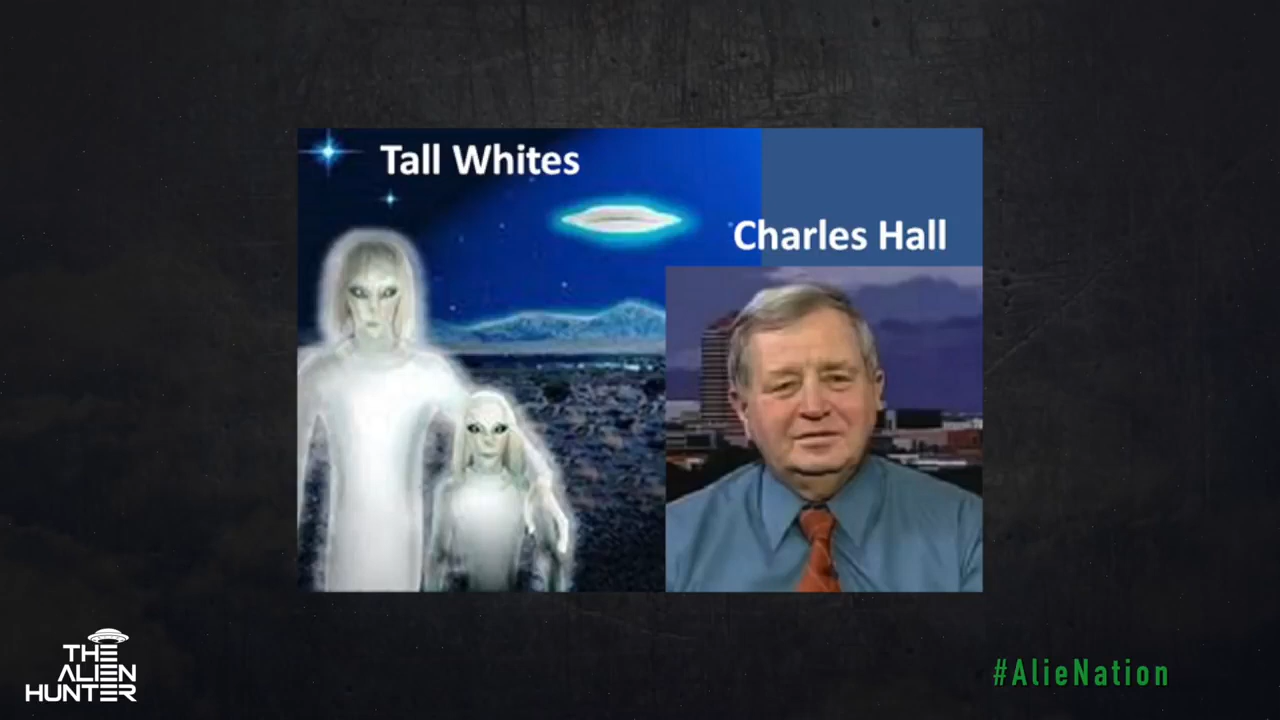 Tall Whites
Charles Hall
THE
ALIEN
HUNTER
#AlieNation